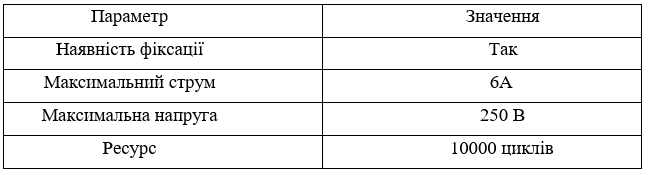 Параметр Значення
Наявність фіксації Так
Максимальний струм 6А
Максимальна напруга 250 В
Ресурс 10000 циклів